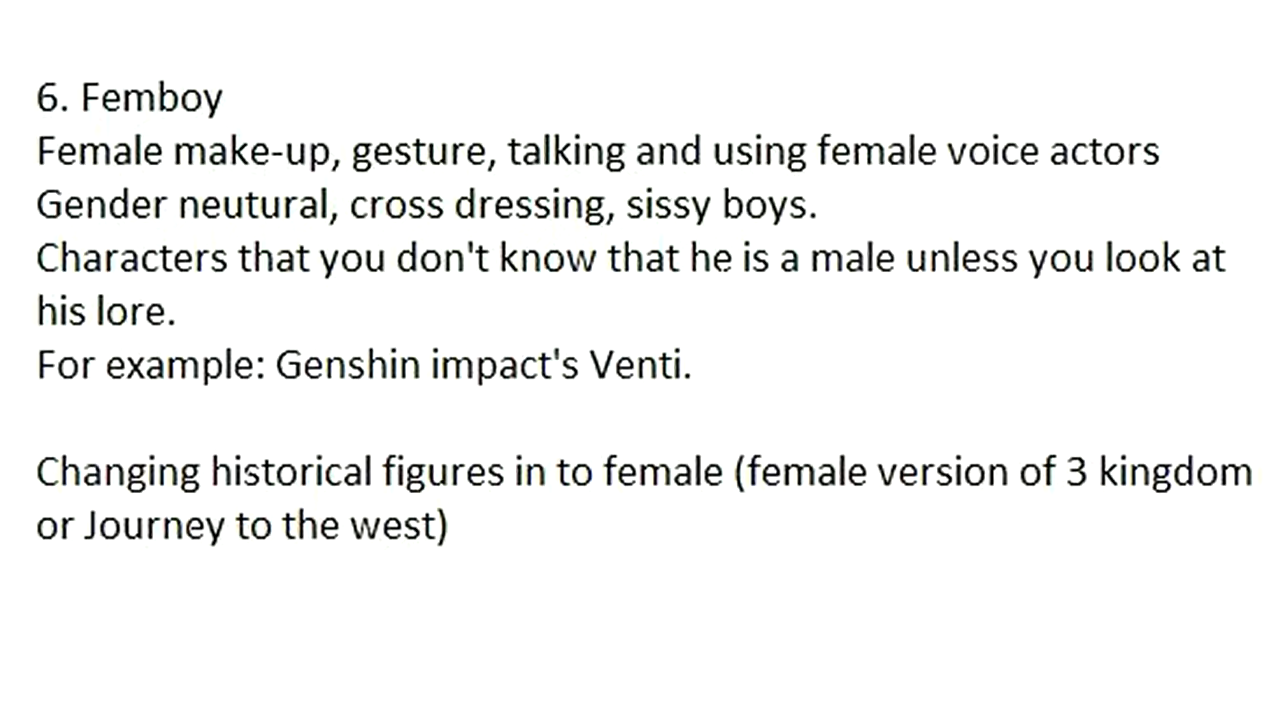 6. Femboy
Female make-up, gesture, talking and using female voice actors
Gender neutural, cross dressing, sissy boys.
Characters that you don't know that he is a male unless you look at
his lore.
For example: Genshin impact's Venti.
Changing historical figures in to female (female version of 3 kingdom
or Journey to the west)